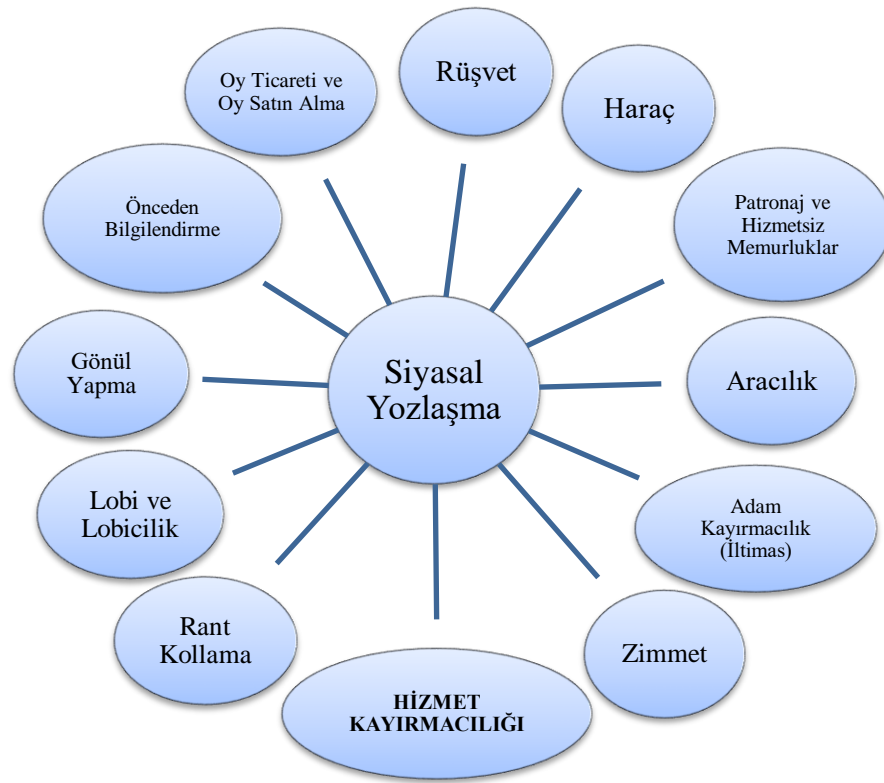 Siyasal
Yozlaşma
Rüşvet
Haraç
Patronaj ve
Hizmetsiz
Memurluklar
Aracılık
Adam
Kayırmacılık
(İltimas)
Zimmet
HİZMET
KAYIRMACILIĞI
Rant
Kollama
Lobi ve
Lobicilik
Gönül
Yapma
Önceden
Bilgilendirme
Oy Ticareti ve
Oy Satın Alma